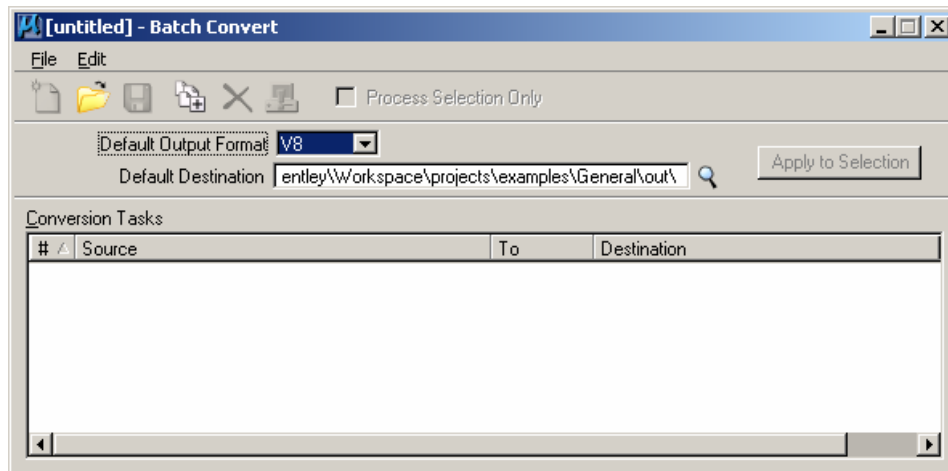 [untitled] - Batch Convert
File Edit
Process Selection Only
Default Output Format V8
Default Destination entley\Workspace\projects\examples\General\out\
Apply to Selection
Conversion Tasks
# Source To Destination